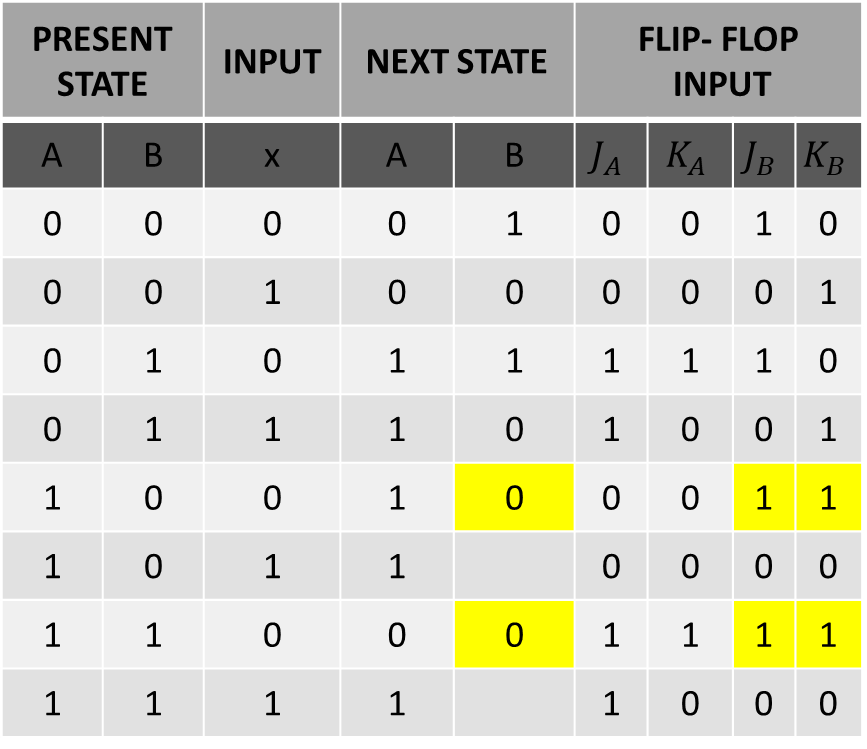 PRESENT STATE INPUT NEXT STATE FLIP- FLOP INPUT
A B x A B J_A K_A J_B K_B
0 0 0 0 1 0 0 1 0
0 0 1 0 0 0 0 0 1
0 1 0 1 1 1 1 1 0
0 1 1 1 0 1 0 0 1
1 0 0 1 0 0 0 1 1
1 0 1 1 0 0 0 0
1 1 0 0 0 1 1 1 1
1 1 1 1 1 0 0 0